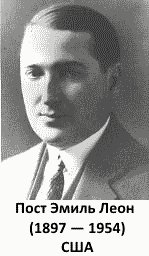 Пост Эмиль Леон
(1897 — 1954)
США